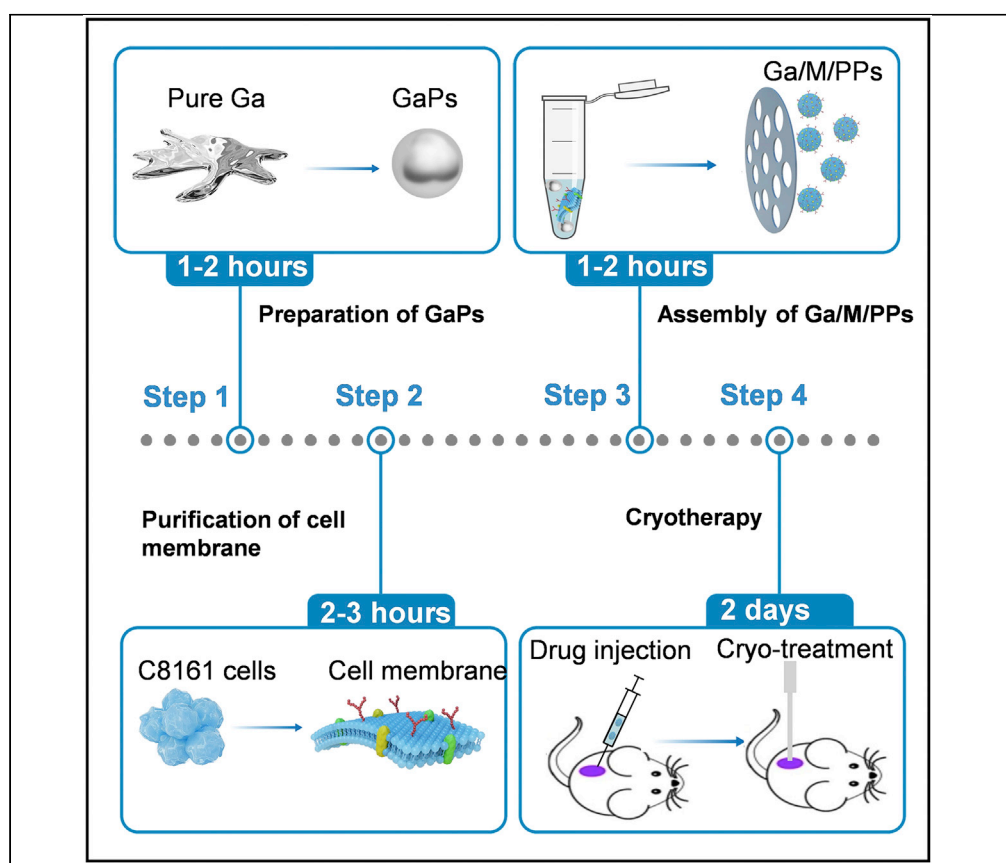 Pure Ga
GaPs
1-2 hours
Preparation of GaPs
Ga/M/PPs
1-2 hours
Assembly of Ga/M/PPs
Step 1
Step 2
Step 3
Step 4
Purification of cell
membrane
2-3 hours
C8161 cells
Cell membrane
Cryotherapy
2 days
Drug injection
Cryo-treatment